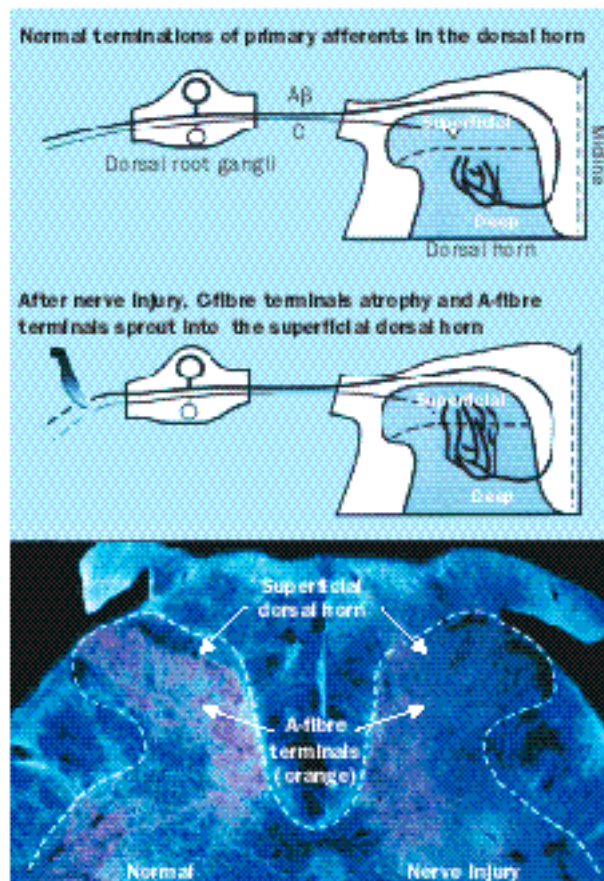 Normal terminations of primary afferents in the dorsal horn
Aβ
C
Superficial
Dorsal root gangli
Deep
Dorsal horn
Midline
After nerve injury, C-fibre terminals atrophy and A-fibre
terminals sprout into the superficial dorsal horn
Superficial
Deep
Superficial
dorsal horn
A-fibre
terminals
(orange)
Normal
Nerve Injury